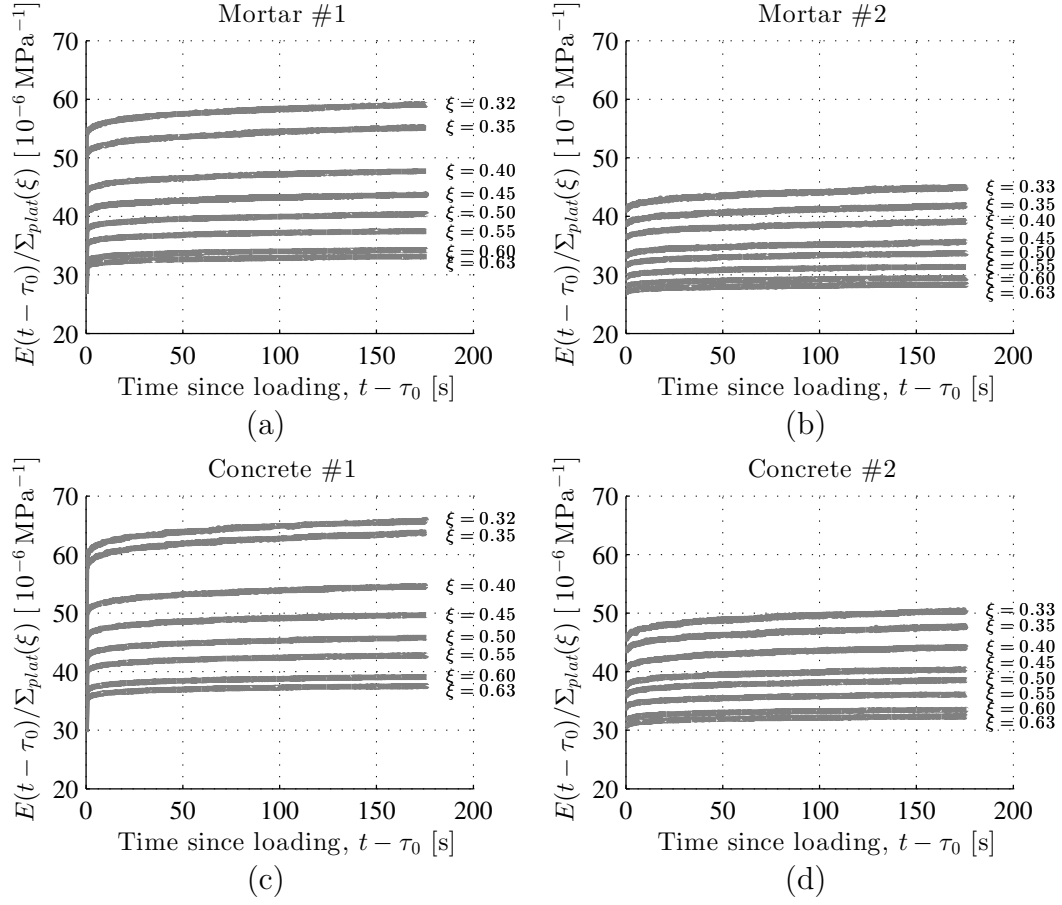 Mortar #1
E(t − τ₀)/Σ_plat(ξ) [10⁻⁶ MPa⁻¹]
70
60
50
40
30
20
ξ = 0.32
ξ = 0.35
ξ = 0.40
ξ = 0.45
ξ = 0.50
ξ = 0.55
ξ = 0.60
ξ = 0.63
0 50 100 150 200
Time since loading, t − τ₀ [s]
(a)
Mortar #2
E(t − τ₀)/Σ_plat(ξ) [10⁻⁶ MPa⁻¹]
70
60
50
40
30
20
ξ = 0.33
ξ = 0.35
ξ = 0.40
ξ = 0.45
ξ = 0.50
ξ = 0.55
ξ = 0.60
ξ = 0.63
0 50 100 150 200
Time since loading, t − τ₀ [s]
(b)
Concrete #1
E(t − τ₀)/Σ_plat(ξ) [10⁻⁶ MPa⁻¹]
70
60
50
40
30
20
ξ = 0.32
ξ = 0.35
ξ = 0.40
ξ = 0.45
ξ = 0.50
ξ = 0.55
ξ = 0.60
ξ = 0.63
0 50 100 150 200
Time since loading, t − τ₀ [s]
(c)
Concrete #2
E(t − τ₀)/Σ_plat(ξ) [10⁻⁶ MPa⁻¹]
70
60
50
40
30
20
ξ = 0.33
ξ = 0.35
ξ = 0.40
ξ = 0.45
ξ = 0.50
ξ = 0.55
ξ = 0.60
ξ = 0.63
0 50 100 150 200
Time since loading, t − τ₀ [s]
(d)